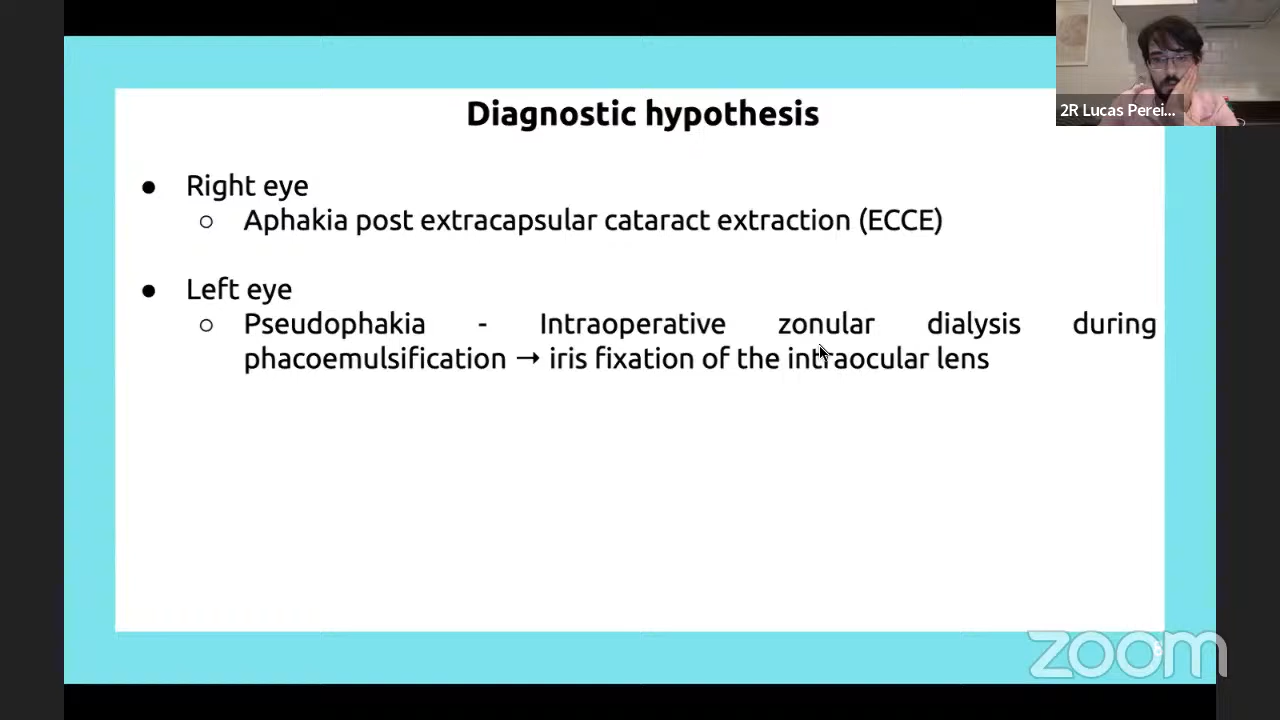 Diagnostic hypothesis
2R Lucas Perei...
● Right eye
○ Aphakia post extracapsular cataract extraction (ECCE)
● Left eye
○ Pseudophakia - Intraoperative zonular dialysis during
phacoemulsification → iris fixation of the intraocular lens
zoom